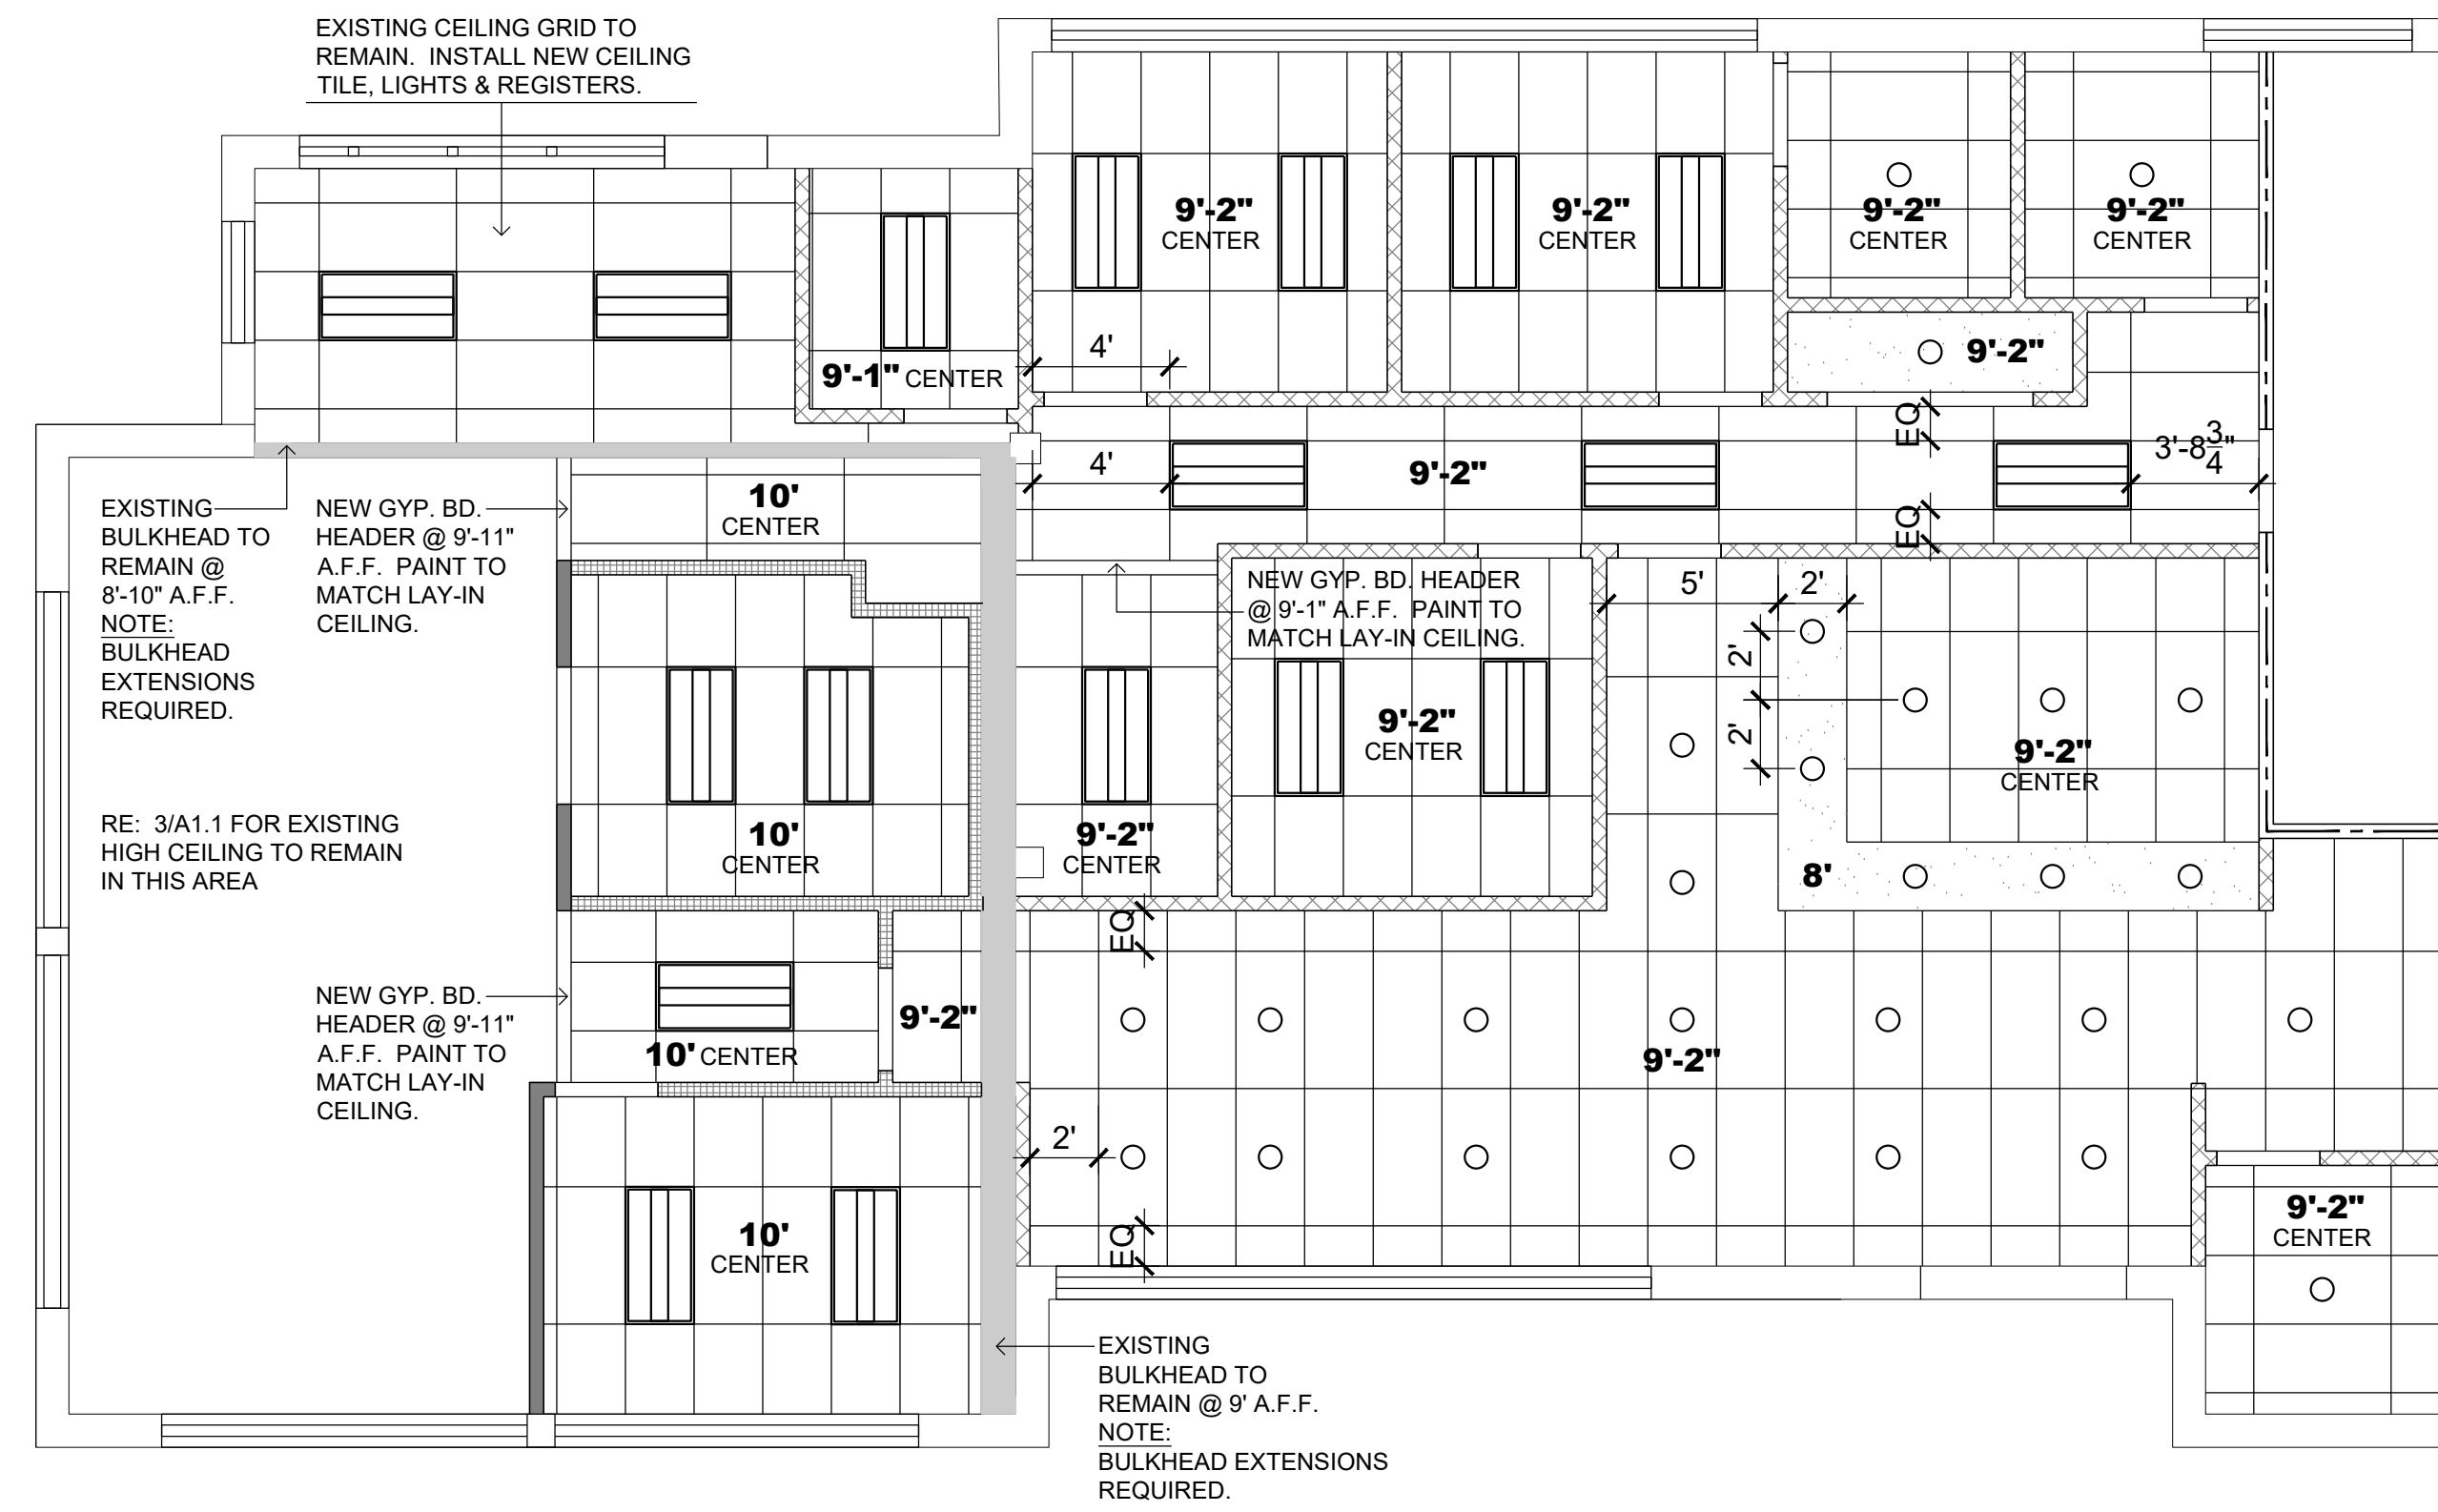 EXISTING CEILING GRID TO
REMAIN. INSTALL NEW CEILING
TILE, LIGHTS & REGISTERS.
9'-2"
CENTER
9'-2"
CENTER
9'-2"
CENTER
9'-2"
CENTER
4'
9'-1" CENTER
9'-2"
EQ
3'-8 3/4"
4'
9'-2"
EQ
10'
CENTER
EXISTING
BULKHEAD TO
REMAIN @
8'-10" A.F.F.
NOTE:
BULKHEAD
EXTENSIONS
REQUIRED.
NEW GYP. BD.
HEADER @ 9'-11"
A.F.F. PAINT TO
MATCH LAY-IN
CEILING.
NEW GYP. BD. HEADER
@ 9'-1" A.F.F. PAINT TO
MATCH LAY-IN CEILING.
5'
2'
2'
2'
9'-2"
CENTER
9'-2"
CENTER
10'
CENTER
9'-2"
CENTER
8'
RE: 3/A1.1 FOR EXISTING
HIGH CEILING TO REMAIN
IN THIS AREA
EQ
NEW GYP. BD.
HEADER @ 9'-11"
A.F.F. PAINT TO
MATCH LAY-IN
CEILING.
9'-2"
10' CENTER
9'-2"
2'
EQ
10'
CENTER
9'-2"
CENTER
EXISTING
BULKHEAD TO
REMAIN @ 9' A.F.F.
NOTE:
BULKHEAD EXTENSIONS
REQUIRED.